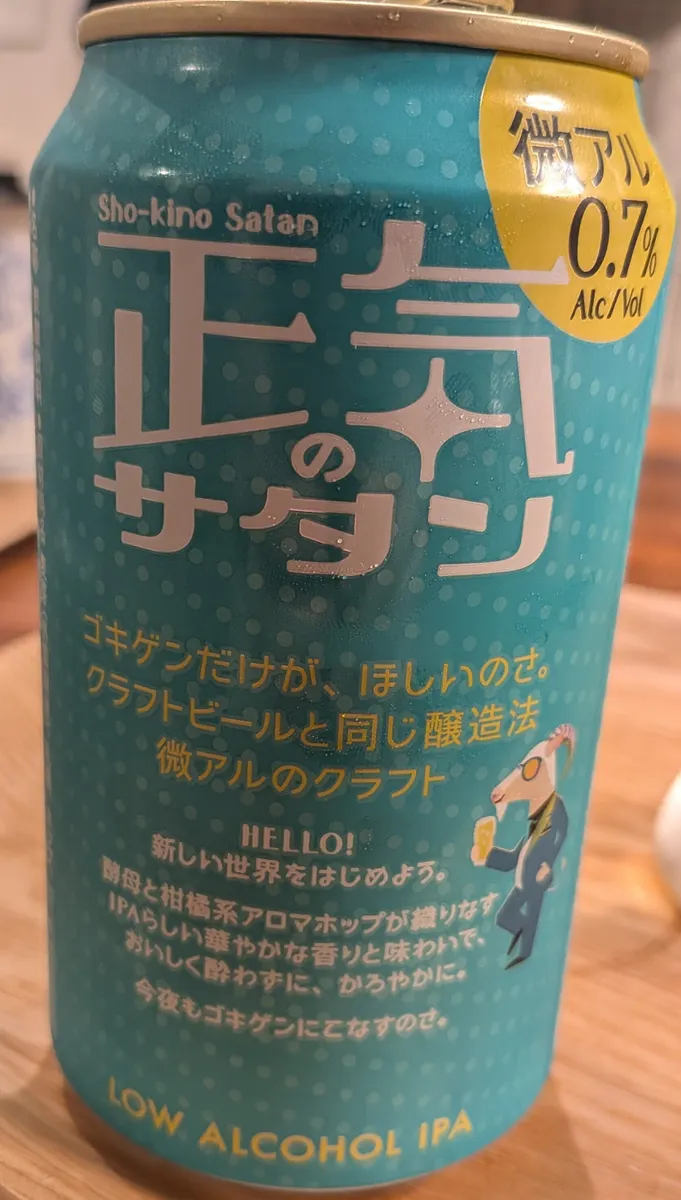 微アル
0.7%
Alc/Vol
Sho-kino Satan
正気
の
サタン
ゴキゲンだけが、ほしいのさ。
クラフトビールと同じ醸造法
微アルのクラフト
HELLO!
新しい世界をはじめよう。
酵母と柑橘系アロマホップが織りなす
IPAらしい華やかな香りと味わいで、
おいしく酔わずに、かろやかに。
今夜もゴキゲンにこなすのさ。
LOW ALCOHOL IPA